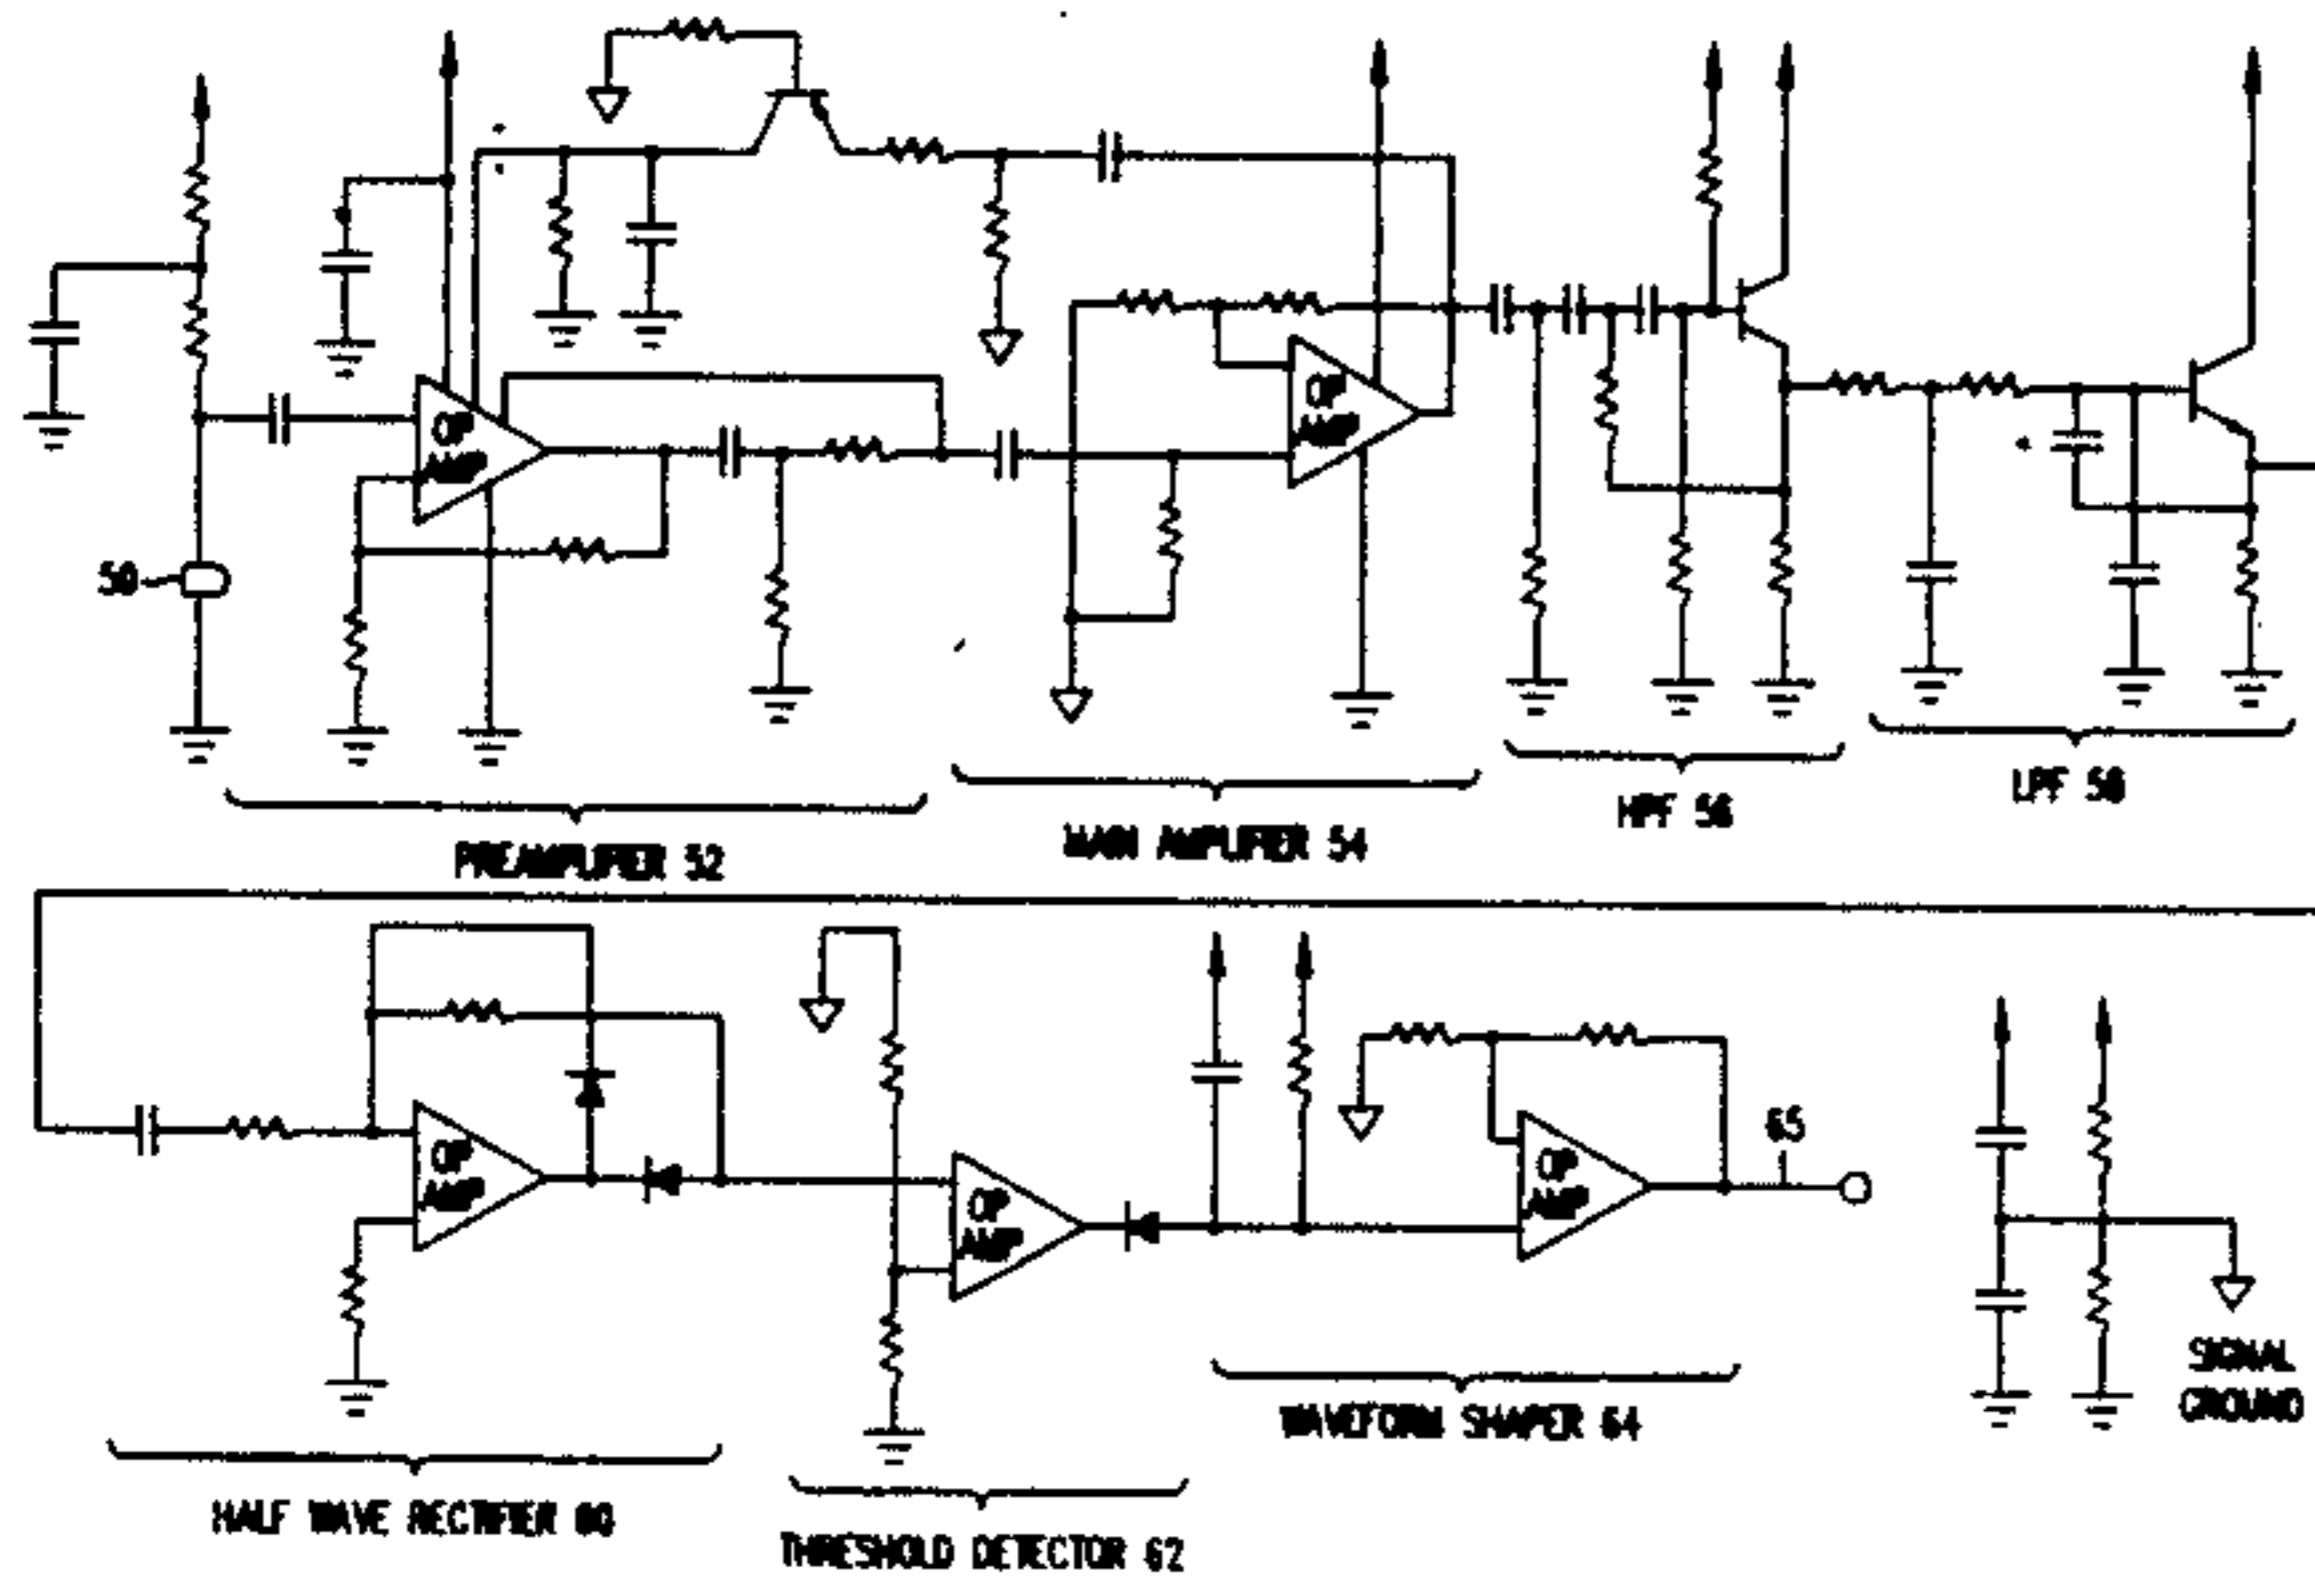 OP
AMP
OP
AMP
50
PREAMPLIFIER 52
MAIN AMPLIFIER 54
HPF 56
LPF 58
OP
AMP
OP
AMP
OP
AMP
65
SIGNAL
GROUND
HALF WAVE RECTIFIER 60
THRESHOLD DETECTOR 62
WAVEFORM SHAPER 64